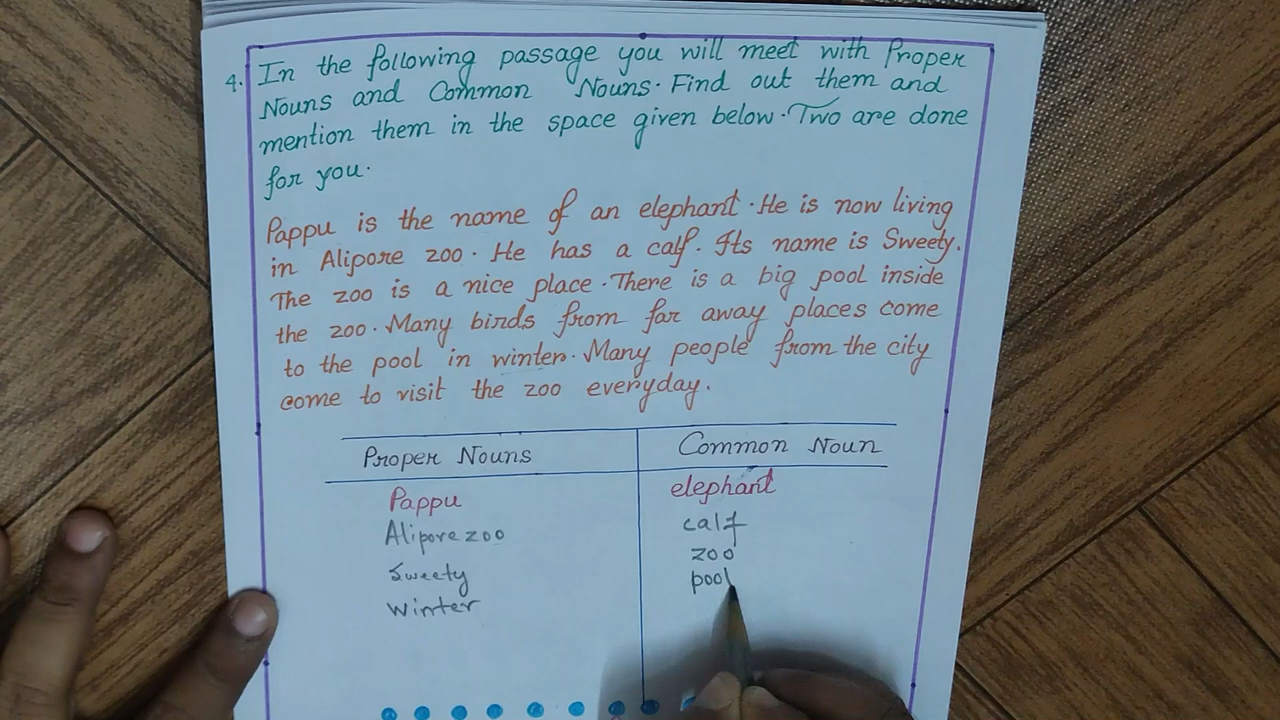 4. In the following passage you will meet with Proper
Nouns and Common Nouns. Find out them and
mention them in the space given below. Two are done
for you.
Pappu is the name of an elephant. He is now living
in Alipore zoo. He has a calf. Its name is Sweety.
The zoo is a nice place. There is a big pool inside
the zoo. Many birds from far away places come
to the pool in winter. Many people from the city
come to visit the zoo everyday.
Proper Nouns Common Noun
Pappu elephant
Alipore zoo calf
Sweety zoo
Winter pool